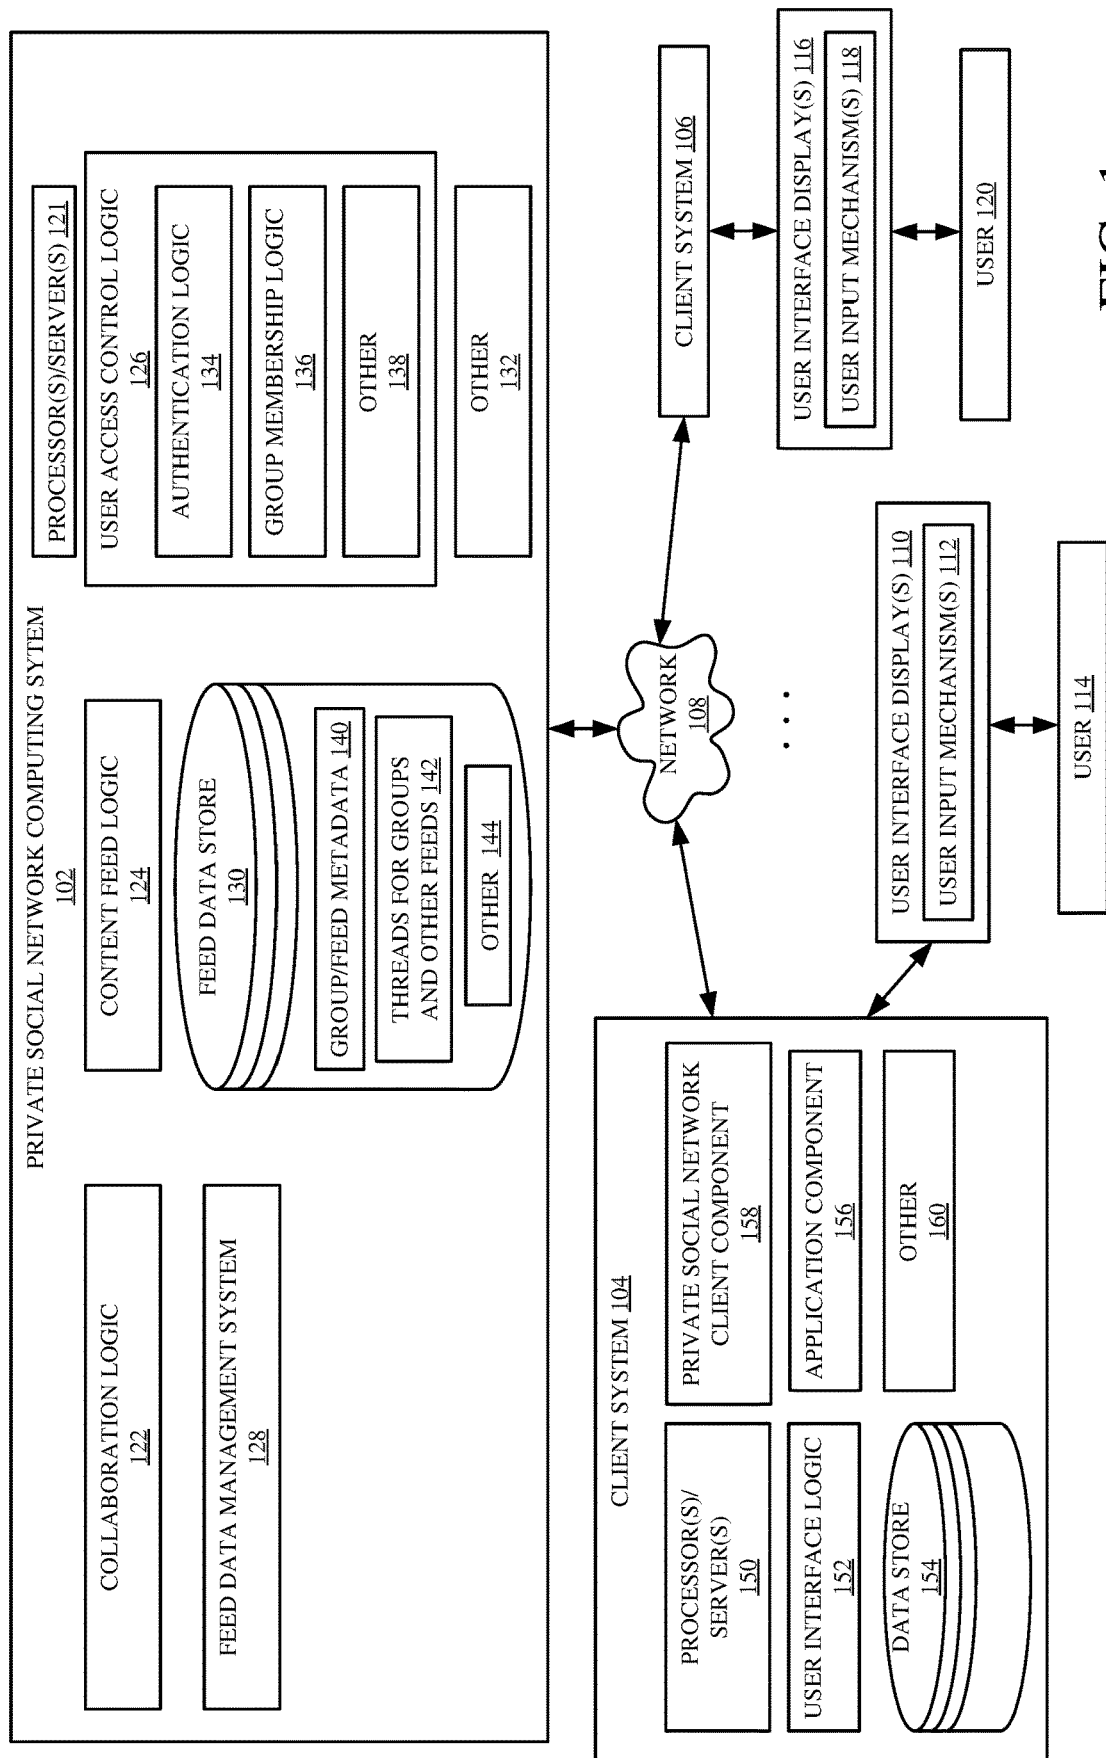 PRIVATE SOCIAL NETWORK COMPUTING SYTEM
102
COLLABORATION LOGIC
122
FEED DATA MANAGEMENT SYSTEM
128
CONTENT FEED LOGIC
124
FEED DATA STORE
130
GROUP/FEED METADATA 140
THREADS FOR GROUPS
AND OTHER FEEDS 142
OTHER 144
PROCESSOR(S)/SERVER(S) 121
USER ACCESS CONTROL LOGIC
126
AUTHENTICATION LOGIC
134
GROUP MEMBERSHIP LOGIC
136
OTHER
138
OTHER
132
NETWORK
108
. . .
CLIENT SYSTEM 104
PROCESSOR(S)/
SERVER(S)
150
USER INTERFACE LOGIC
152
DATA STORE
154
PRIVATE SOCIAL NETWORK
CLIENT COMPONENT
158
APPLICATION COMPONENT
156
OTHER
160
USER INTERFACE DISPLAY(S) 110
USER INPUT MECHANISM(S) 112
USER 114
CLIENT SYSTEM 106
USER INTERFACE DISPLAY(S) 116
USER INPUT MECHANISM(S) 118
USER 120